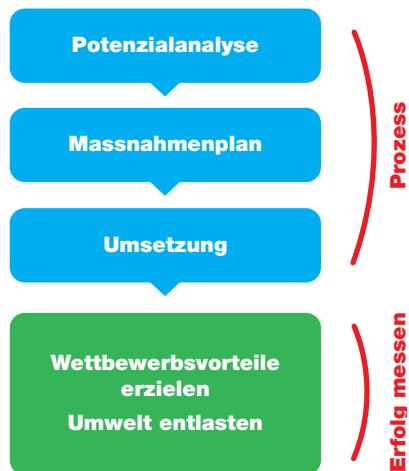 Potenzialanalyse
Massnahmenplan
Umsetzung
Prozess
Wettbewerbsvorteile
erzielen
Umwelt entlasten
Erfolg messen